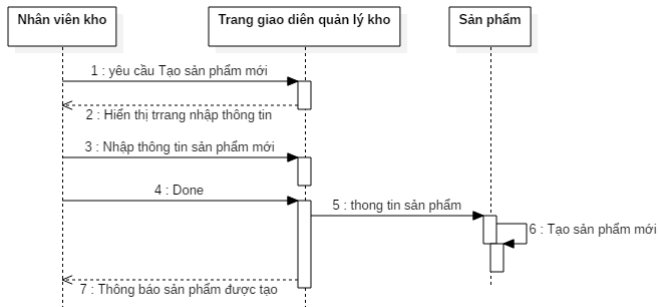 Nhân viên kho
Trang giao diên quản lý kho
Sản phẩm
1 : yêu cầu Tạo sản phẩm mới
2 : Hiển thị trrang nhập thông tin
3 : Nhập thông tin sản phẩm mới
4 : Done
5 : thong tin sản phẩm
6 : Tạo sản phẩm mới
7 : Thông báo sản phẩm được tạo